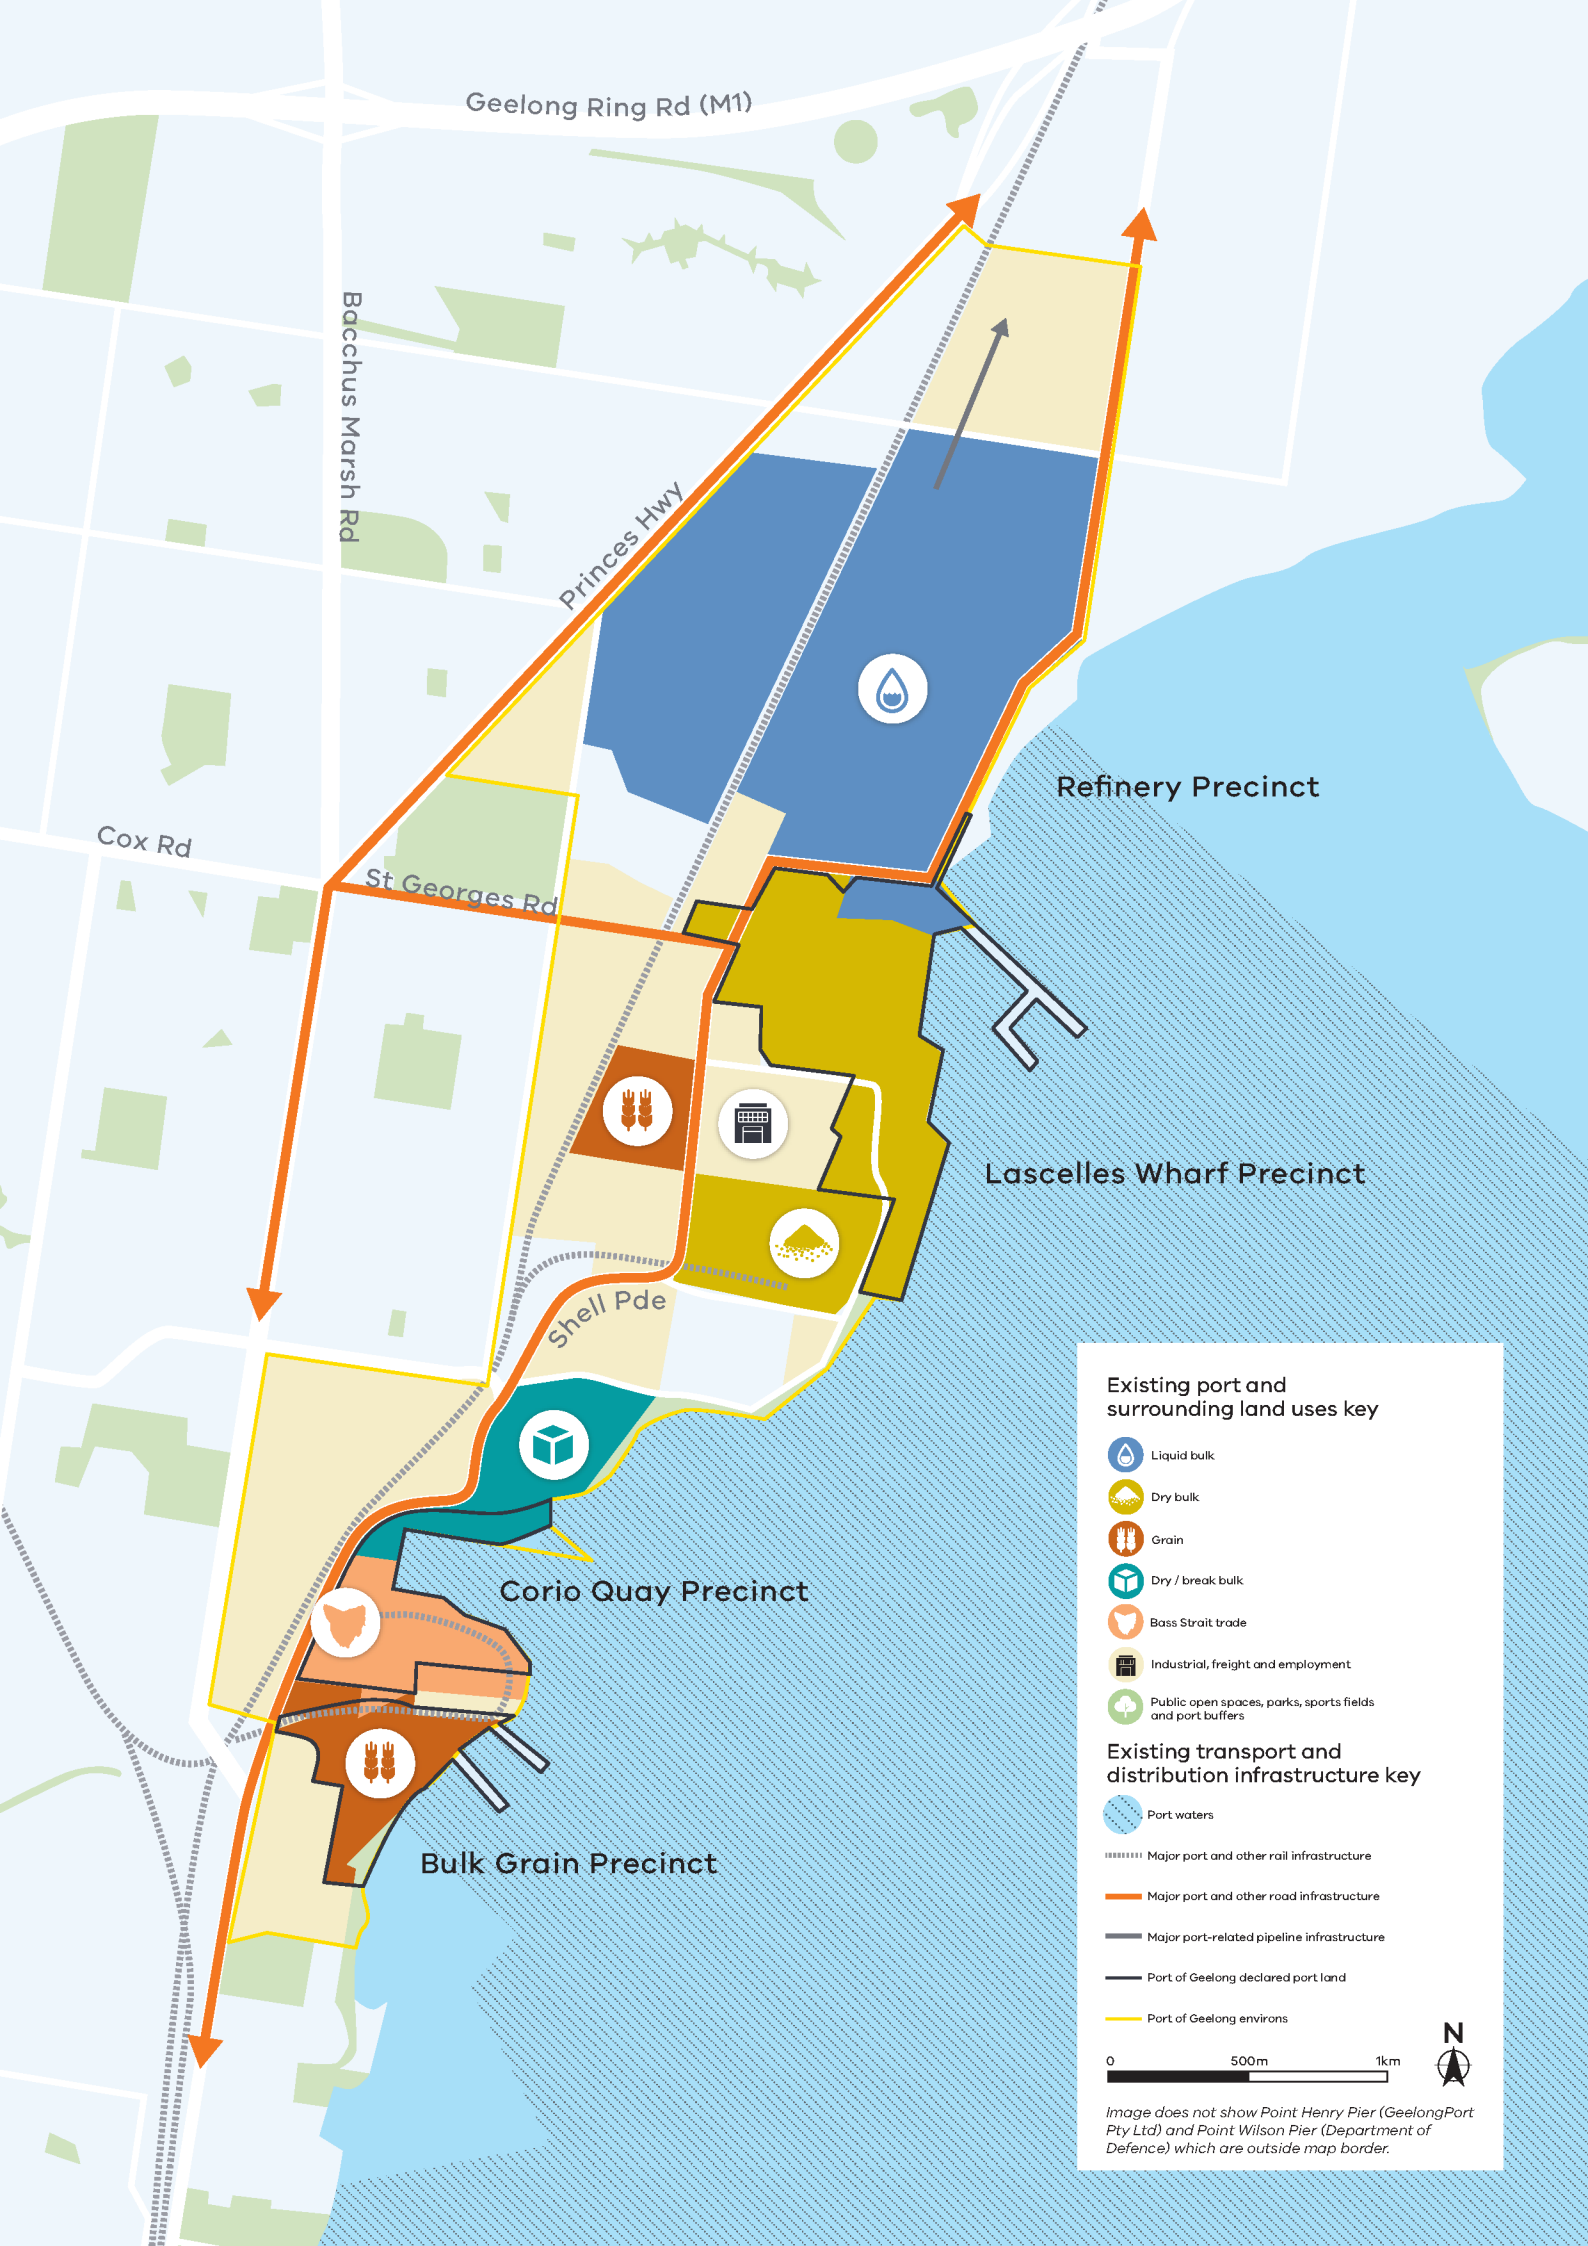 Geelong Ring Rd (M1)
Bacchus Marsh Rd
Princes Hwy
Refinery Precinct
Cox Rd
St Georges Rd
Lascelles Wharf Precinct
Shell Pde
Corio Quay Precinct
Bulk Grain Precinct
Existing port and
surrounding land uses key
Liquid bulk
Dry bulk
Grain
Dry / break bulk
Bass Strait trade
Industrial, freight and employment
Public open spaces, parks, sports fields
and port buffers
Existing transport and
distribution infrastructure key
Port waters
Major port and other rail infrastructure
Major port and other road infrastructure
Major port-related pipeline infrastructure
Port of Geelong declared port land
Port of Geelong environs
N
0 500m 1km
Image does not show Point Henry Pier (GeelongPort
Pty Ltd) and Point Wilson Pier (Department of
Defence) which are outside map border.